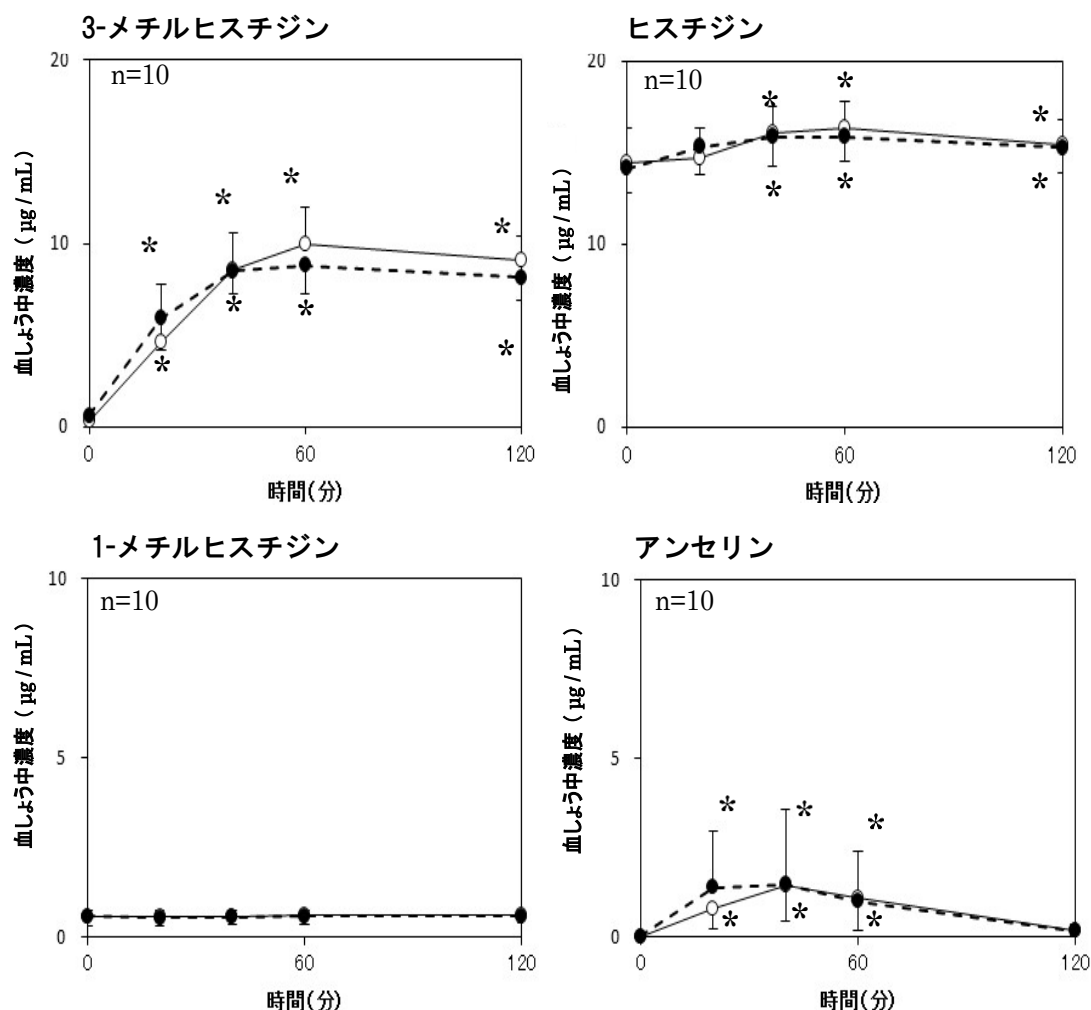 3-メチルヒスチジン
n=10
20
10
0
血しょう中濃度 ( µg / mL )
* * * * *
* * * *
0 60 120
時間(分)
ヒスチジン
n=10
20
10
0
血しょう中濃度 ( µg / mL )
* * *
* * *
0 60 120
時間(分)
1-メチルヒスチジン
n=10
10
5
0
血しょう中濃度 ( µg / mL )
0 60 120
時間(分)
アンセリン
n=10
10
5
0
血しょう中濃度 ( µg / mL )
* * *
* * *
0 60 120
時間(分)